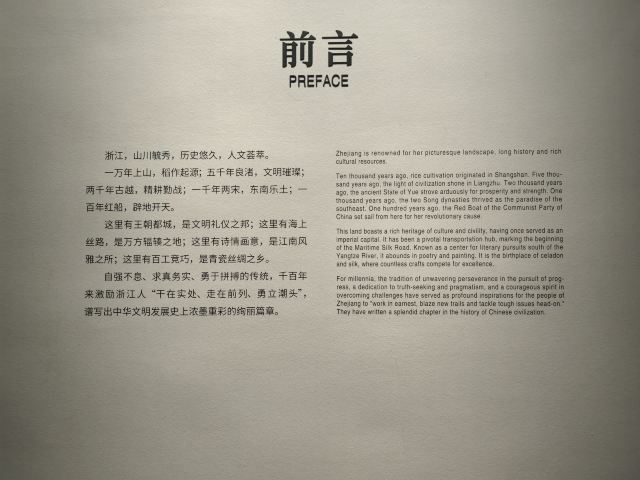 前言
PREFACE
浙江，山川毓秀，历史悠久，人文荟萃。
一万年上山，稻作起源；五千年良渚，文明璀璨；
两千年古越，精耕勤战；一千年两宋，东南乐土；一
百年红船，辟地开天。
这里有王朝都城，是文明礼仪之邦；这里有海上
丝路，是万方辐辏之地；这里有诗情画意，是江南风
雅之所；这里有百工竞巧，是青瓷丝绸之乡。
自强不息、求真务实、勇于拼搏的传统，千百年
来激励浙江人“干在实处、走在前列、勇立潮头”，
谱写出中华文明发展史上浓墨重彩的绚丽篇章。
Zhejiang is renowned for her picturesque landscape, long history and rich
cultural resources.
Ten thousand years ago, rice cultivation originated in Shangshan. Five thou-
sand years ago, the light of civilization shone in Liangzhu. Two thousand years
ago, the ancient State of Yue strove arduously for prosperity and strength. One
thousand years ago, the two Song dynasties thrived as the paradise of the
southeast. One hundred years ago, the Red Boat of the Communist Party of
China set sail from here for her revolutionary cause.
This land boasts a rich heritage of culture and civility, having once served as an
imperial capital. It has been a pivotal transportation hub, marking the beginning
of the Maritime Silk Road. Known as a center for literary pursuits south of the
Yangtze River, it abounds in poetry and painting. It is the birthplace of celadon
and silk, where countless crafts compete for excellence.
For millennia, the tradition of unwavering perseverance in the pursuit of prog-
ress, a dedication to truth-seeking and pragmatism, and a courageous spirit in
overcoming challenges have served as profound inspirations for the people of
Zhejiang to "work in earnest, blaze new trails and tackle tough issues head-on."
They have written a splendid chapter in the history of Chinese civilization.